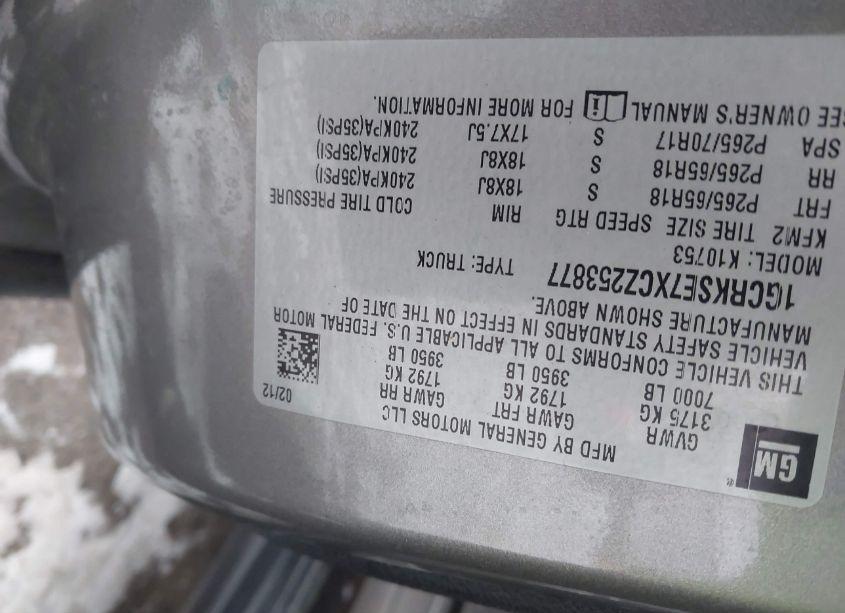 GM ®
MFD BY GENERAL MOTORS LLC
02/12
GVWR GAWR FRT GAWR RR
3175 KG 1792 KG 1792 KG
7000 LB 3950 LB 3950 LB
THIS VEHICLE CONFORMS TO ALL APPLICABLE U.S. FEDERAL MOTOR
VEHICLE SAFETY STANDARDS IN EFFECT ON THE DATE OF
MANUFACTURE SHOWN ABOVE.
1GCRKSE7XCZ253877 TYPE: TRUCK
MODEL: K10753
KFM2 TIRE SIZE SPEED RTG RIM COLD TIRE PRESSURE
FRT P265/65R18 S 18X8J 240KPA(35PSI)
RR P265/65R18 S 18X8J 240KPA(35PSI)
SPA P265/70R17 S 17X7.5J 240KPA(35PSI)
SEE OWNER'S MANUAL FOR MORE INFORMATION.